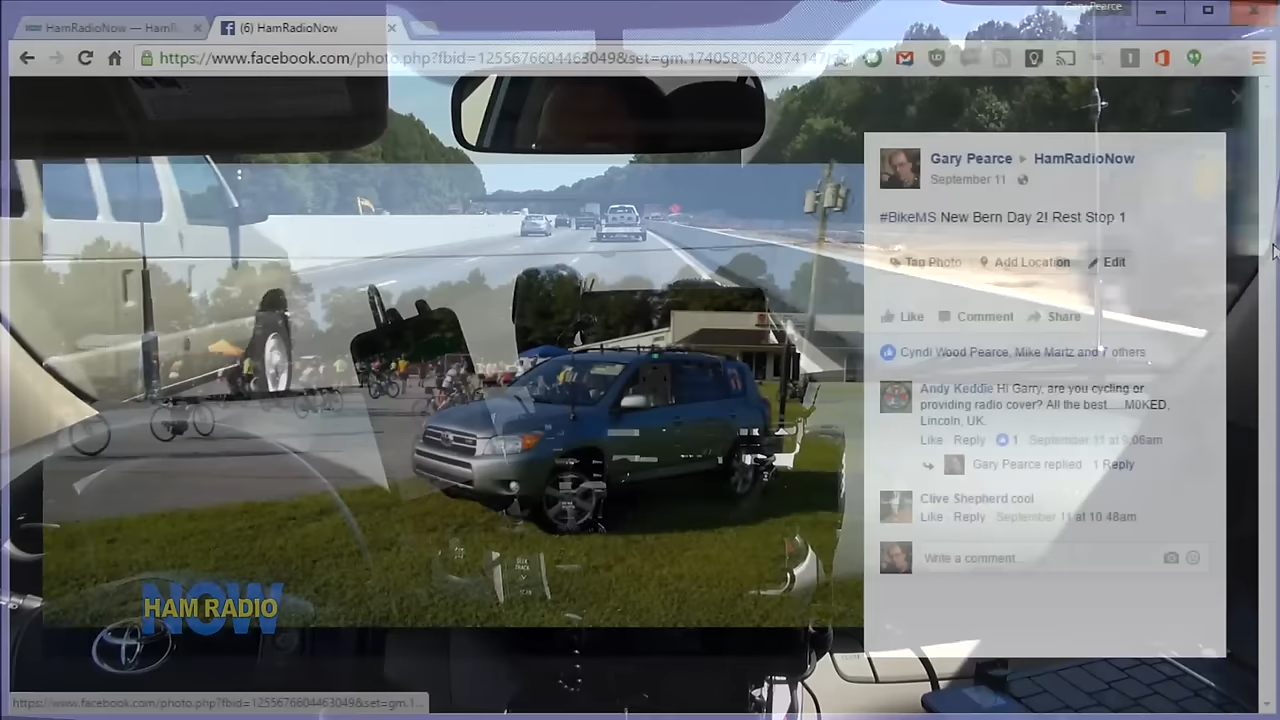 Gary Pearce
HamRadioNow — HamR
(6) HamRadioNow
https://www.facebook.com/photo.php?fbid=1255676604463049&set=gm.1740582062874147
Gary Pearce ▸ HamRadioNow
September 11
#BikeMS New Bern Day 2! Rest Stop 1
Tag Photo Add Location Edit
Like Comment Share
Cyndi Wood Pearce, Mike Martz and 7 others
Andy Keddie Hi Garry, are you cycling or
providing radio cover? All the best.....M0KED,
Lincoln, UK.
Like Reply 1 September 11 at 9:06am
Gary Pearce replied 1 Reply
Clive Shepherd cool
Like Reply September 11 at 10:48am
Write a comment...
SEEK
TRACK
HAM RADIO
NOW
https://www.facebook.com/photo.php?fbid=1255676604463049&set=gm.1...